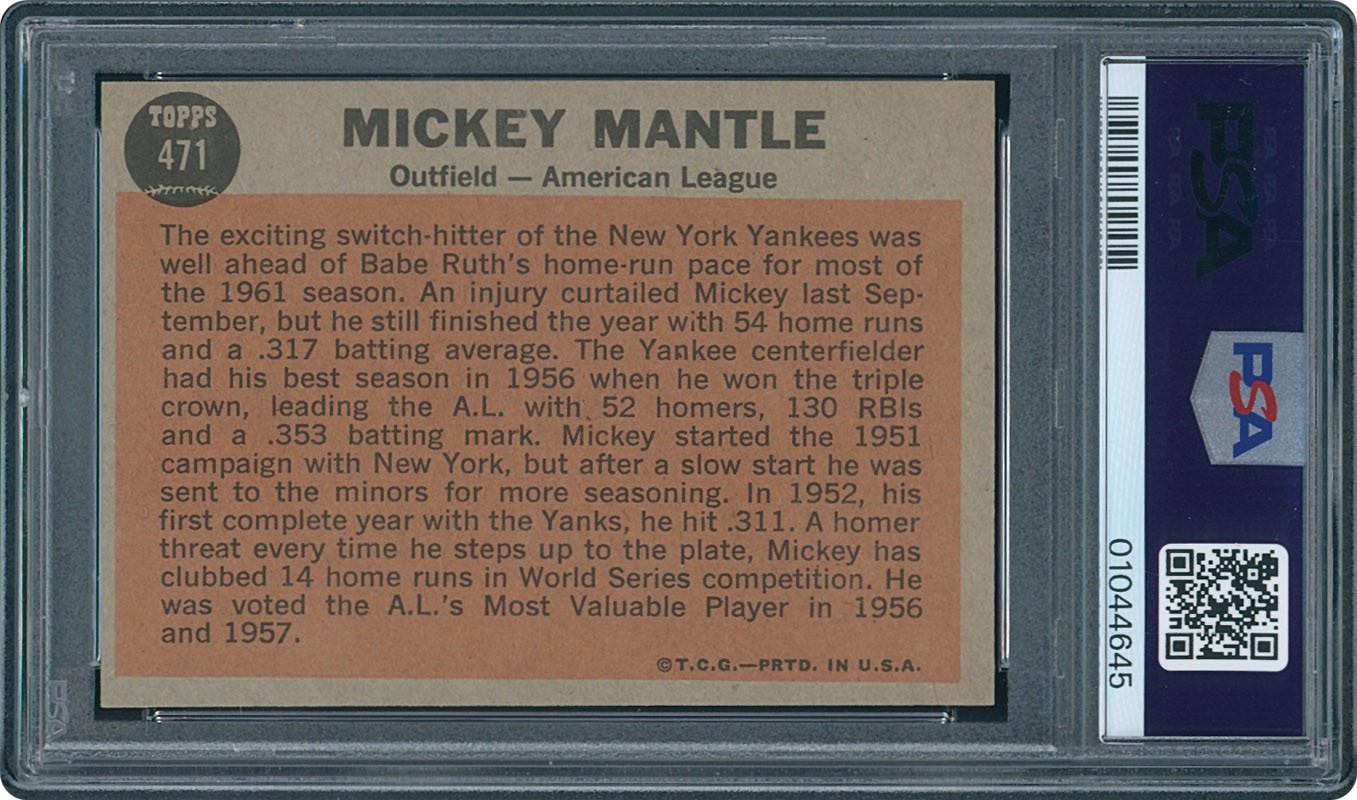 TOPPS
471
MICKEY MANTLE
Outfield — American League
The exciting switch-hitter of the New York Yankees was
well ahead of Babe Ruth's home-run pace for most of
the 1961 season. An injury curtailed Mickey last Sep-
tember, but he still finished the year with 54 home runs
and a .317 batting average. The Yankee centerfielder
had his best season in 1956 when he won the triple
crown, leading the A.L. with 52 homers, 130 RBIs
and a .353 batting mark. Mickey started the 1951
campaign with New York, but after a slow start he was
sent to the minors for more seasoning. In 1952, his
first complete year with the Yanks, he hit .311. A homer
threat every time he steps up to the plate, Mickey has
clubbed 14 home runs in World Series competition. He
was voted the A.L.'s Most Valuable Player in 1956
and 1957.
©T.C.G.—PRTD. IN U.S.A.
PSA
PSA
01044645
PSA